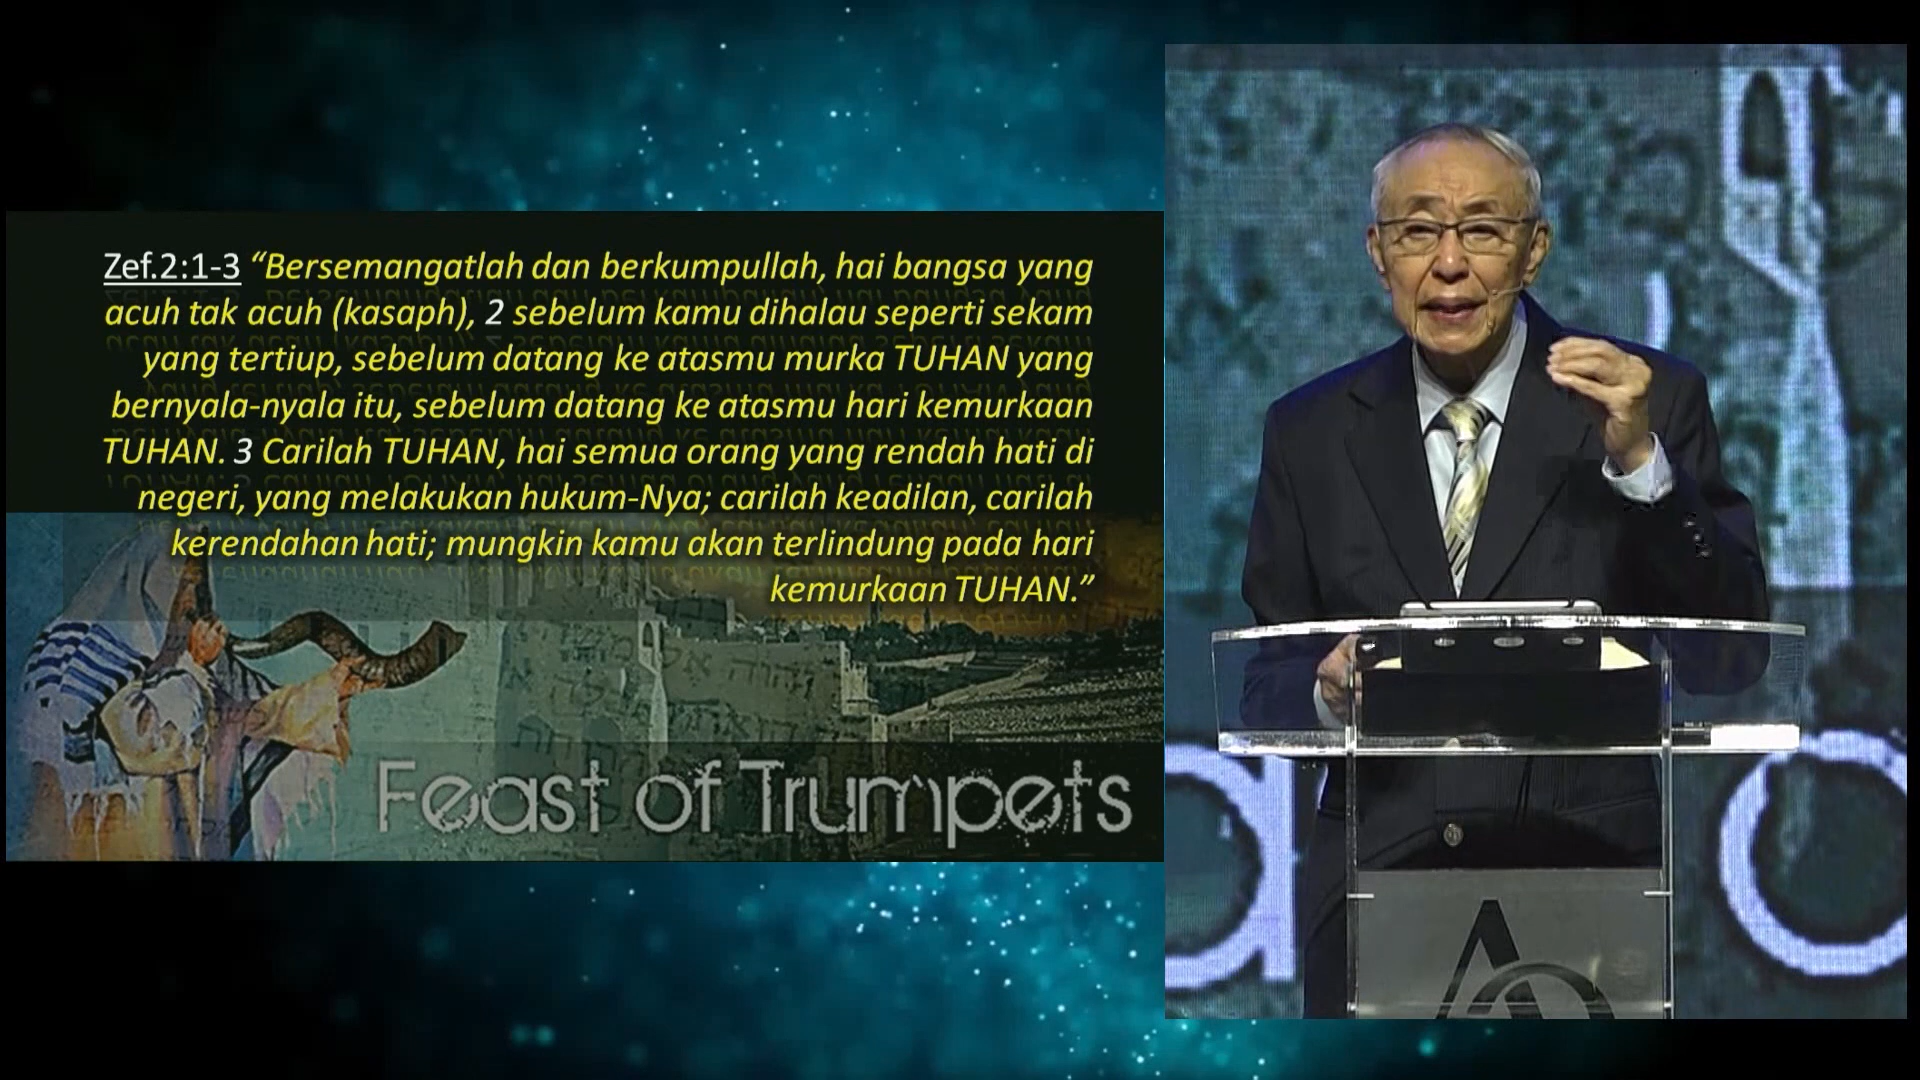 Zef.2:1-3 “Bersemangatlah dan berkumpullah, hai bangsa yang
acuh tak acuh (kasaph), 2 sebelum kamu dihalau seperti sekam
yang tertiup, sebelum datang ke atasmu murka TUHAN yang
bernyala-nyala itu, sebelum datang ke atasmu hari kemurkaan
TUHAN. 3 Carilah TUHAN, hai semua orang yang rendah hati di
negeri, yang melakukan hukum-Nya; carilah keadilan, carilah
kerendahan hati; mungkin kamu akan terlindung pada hari
kemurkaan TUHAN.”
Feast of Trumpets